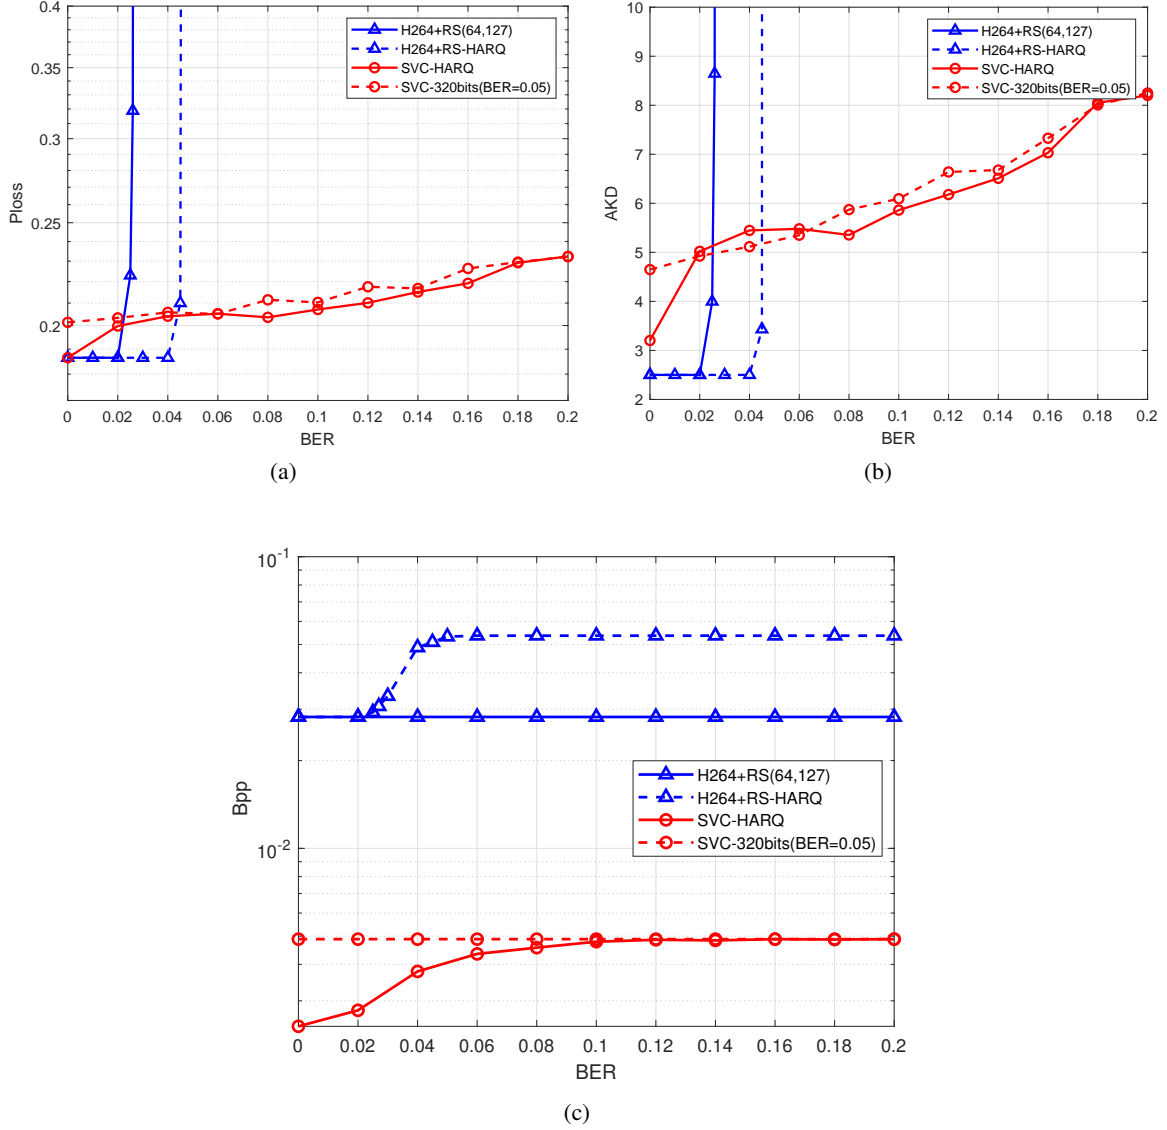 0.4
0.35
0.3
0.25
0.2
Ploss
0 0.02 0.04 0.06 0.08 0.1 0.12 0.14 0.16 0.18 0.2
BER
H264+RS(64,127)
H264+RS-HARQ
SVC-HARQ
SVC-320bits(BER=0.05)
(a)
10
9
8
7
6
5
4
3
2
AKD
0 0.02 0.04 0.06 0.08 0.1 0.12 0.14 0.16 0.18 0.2
BER
H264+RS(64,127)
H264+RS-HARQ
SVC-HARQ
SVC-320bits(BER=0.05)
(b)
10-1
10-2
Bpp
H264+RS(64,127)
H264+RS-HARQ
SVC-HARQ
SVC-320bits(BER=0.05)
0 0.02 0.04 0.06 0.08 0.1 0.12 0.14 0.16 0.18 0.2
BER
(c)